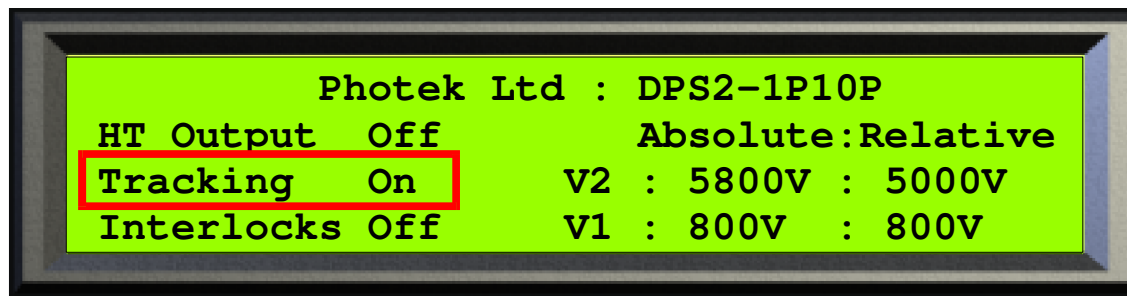 Photek Ltd : DPS2-1P10P
HT Output Off Absolute:Relative
Tracking On V2 : 5800V : 5000V
Interlocks Off V1 : 800V : 800V